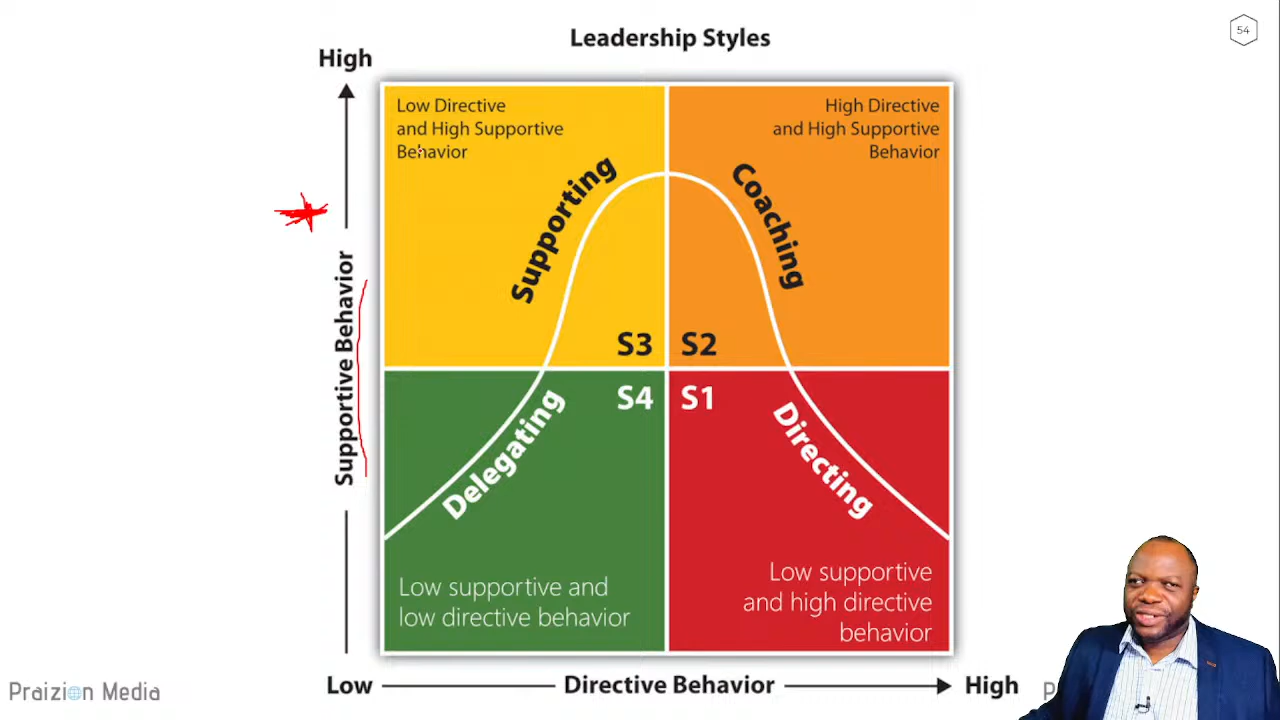 Leadership Styles
54
High
Low Directive
and High Supportive
Behavior
High Directive
and High Supportive
Behavior
Supporting
Coaching
Supportive Behavior
S3
S2
S4
S1
Delegating
Directing
Low supportive and
low directive behavior
Low supportive
and high directive
behavior
Low
Directive Behavior
High
Praizion Media